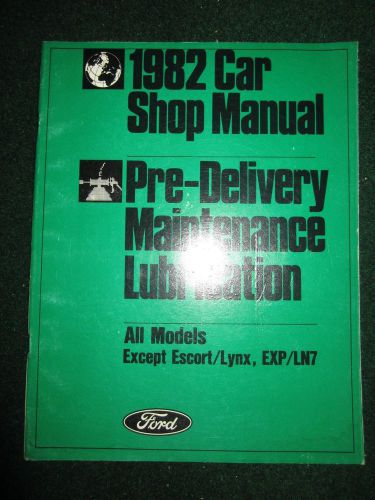 1982 Car
Shop Manual
Pre-Delivery
Maintenance
Lubrication
All Models
Except Escort/Lynx, EXP/LN7
Ford